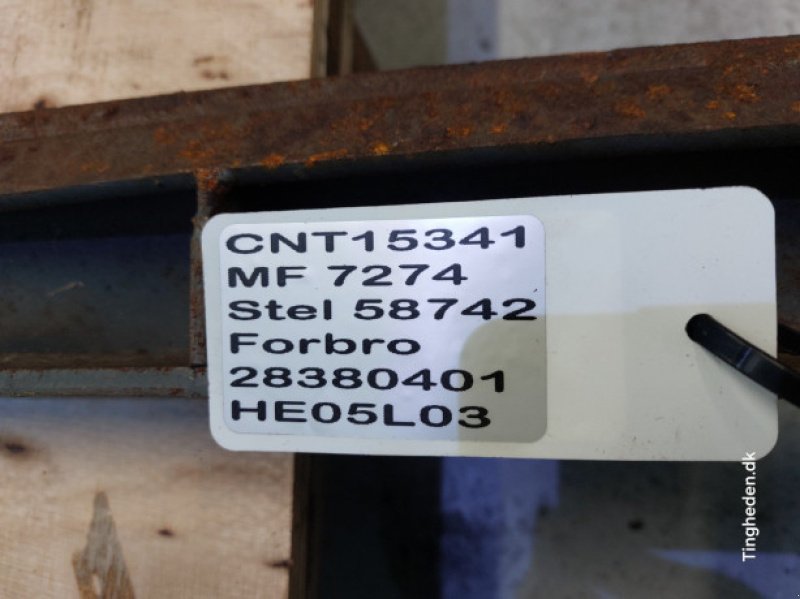 CNT15341
MF 7274
Stel 58742
Forbro
28380401
HE05L03
Tingheden.dk